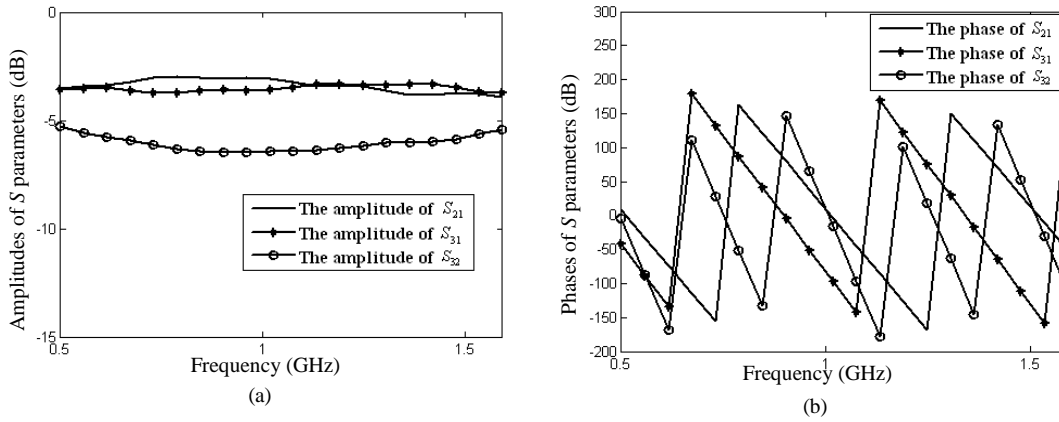 0
-5
-10
-15
0.5
1
1.5
Amplitudes of S parameters (dB)
The amplitude of S21
The amplitude of S31
The amplitude of S32
Frequency (GHz)
(a)
300
250
200
150
100
50
0
-50
-100
-150
-200
0.5
1
1.5
Phases of S parameters (dB)
The phase of S21
The phase of S31
The phase of S32
Frequency (GHz)
(b)